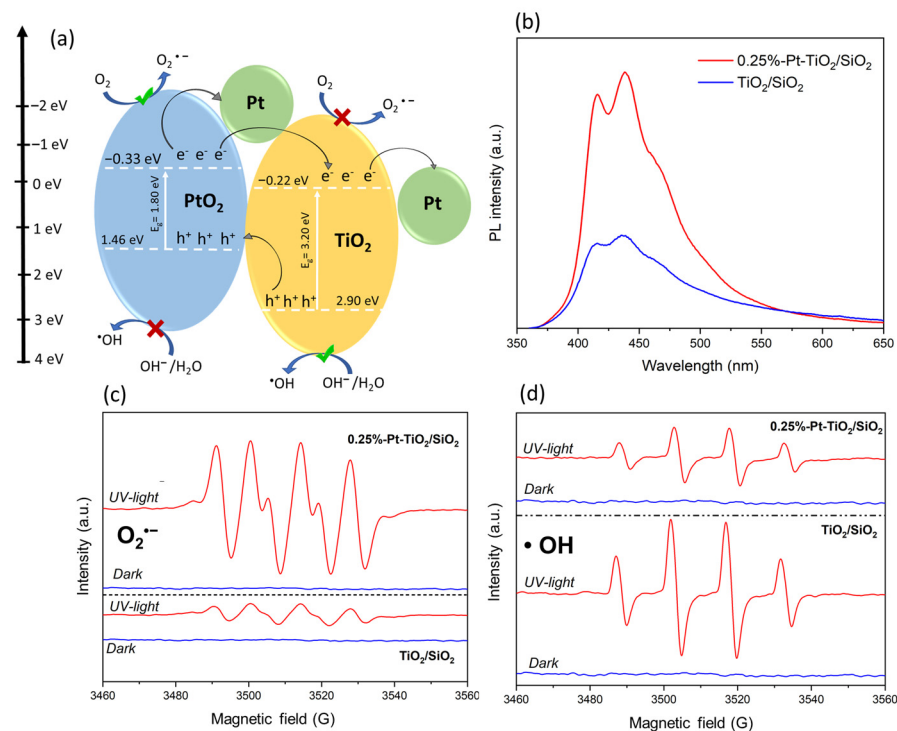 (a)
−2 eV
−1 eV
0 eV
1 eV
2 eV
3 eV
4 eV
O₂
O₂•−
Pt
O₂
O₂•−
−0.33 eV
e⁻ e⁻ e⁻
PtO₂
E_g= 1.80 eV
1.46 eV
h⁺ h⁺ h⁺
−0.22 eV
e⁻ e⁻ e⁻
Pt
TiO₂
E_g= 3.20 eV
h⁺ h⁺ h⁺
2.90 eV
•OH
OH⁻/H₂O
•OH
OH⁻/H₂O
(b)
PL intensity (a.u.)
0.25%-Pt-TiO₂/SiO₂
TiO₂/SiO₂
350 400 450 500 550 600 650
Wavelength (nm)
(c)
Intensity (a.u.)
0.25%-Pt-TiO₂/SiO₂
UV-light
O₂•−
Dark
UV-light
Dark
TiO₂/SiO₂
3460 3480 3500 3520 3540 3560
Magnetic field (G)
(d)
Intensity (a.u.)
0.25%-Pt-TiO₂/SiO₂
UV-light
Dark
TiO₂/SiO₂
• OH
UV-light
Dark
3460 3480 3500 3520 3540 3560
Magnetic field (G)